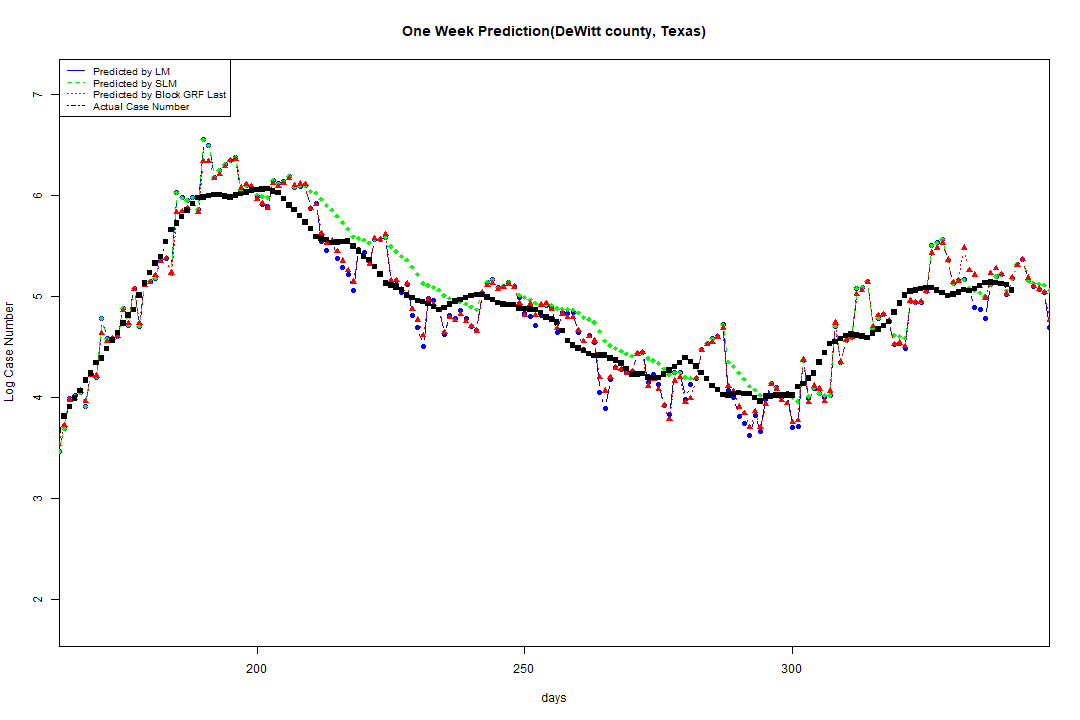 One Week Prediction(DeWitt county, Texas)
Predicted by LM
Predicted by SLM
Predicted by Block GRF Last
Actual Case Number
7
6
5
4
3
2
Log Case Number
200
250
300
days